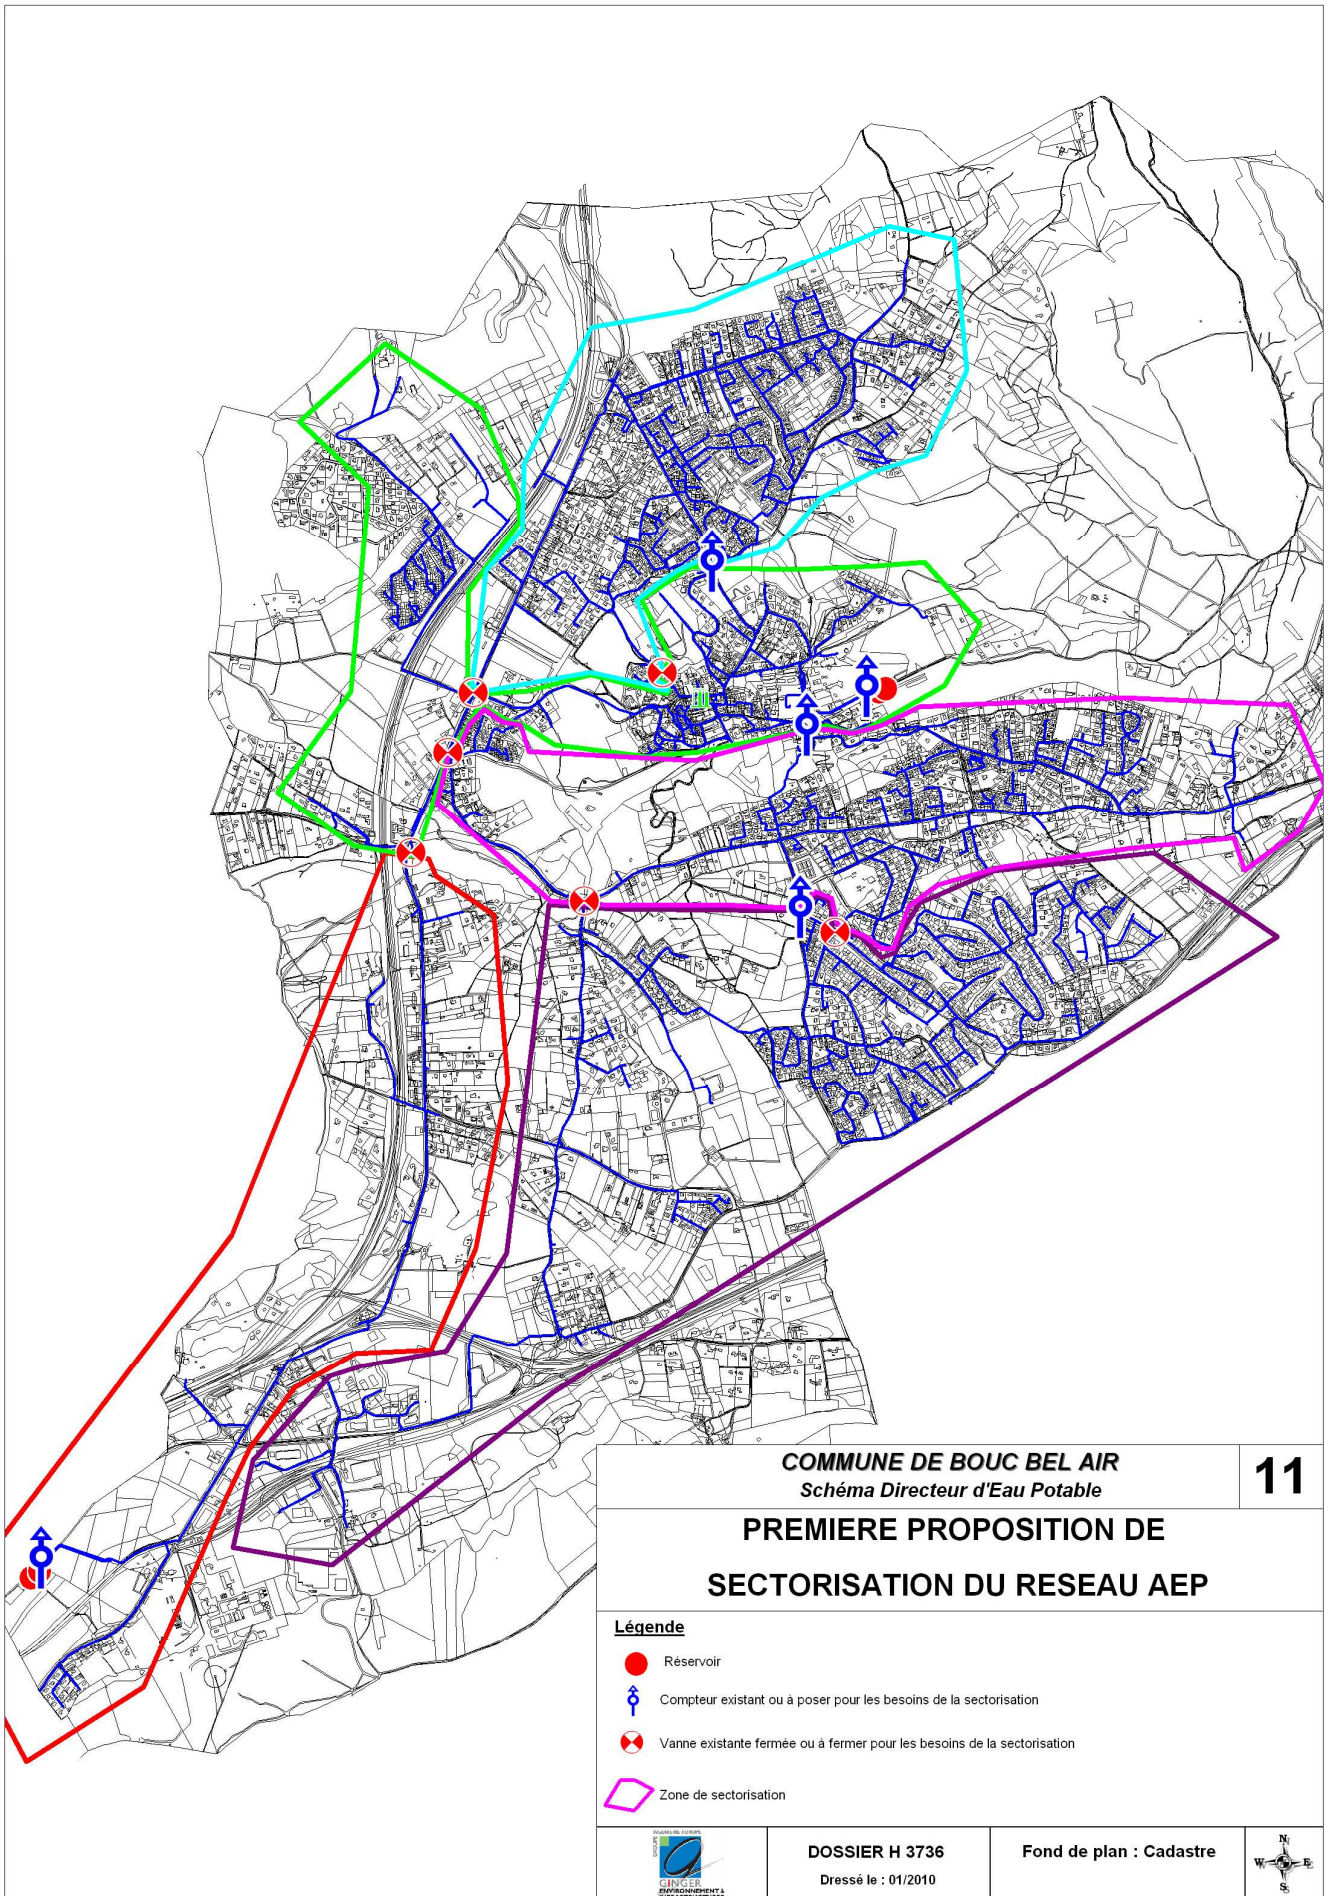 COMMUNE DE BOUC BEL AIR
Schéma Directeur d'Eau Potable
11
PREMIERE PROPOSITION DE
SECTORISATION DU RESEAU AEP
Légende
Réservoir
Compteur existant ou à poser pour les besoins de la sectorisation
Vanne existante fermée ou à fermer pour les besoins de la sectorisation
Zone de sectorisation
GINGER
ENVIRONNEMENT &
DOSSIER H 3736
Dressé le : 01/2010
Fond de plan : Cadastre
N
W E
S